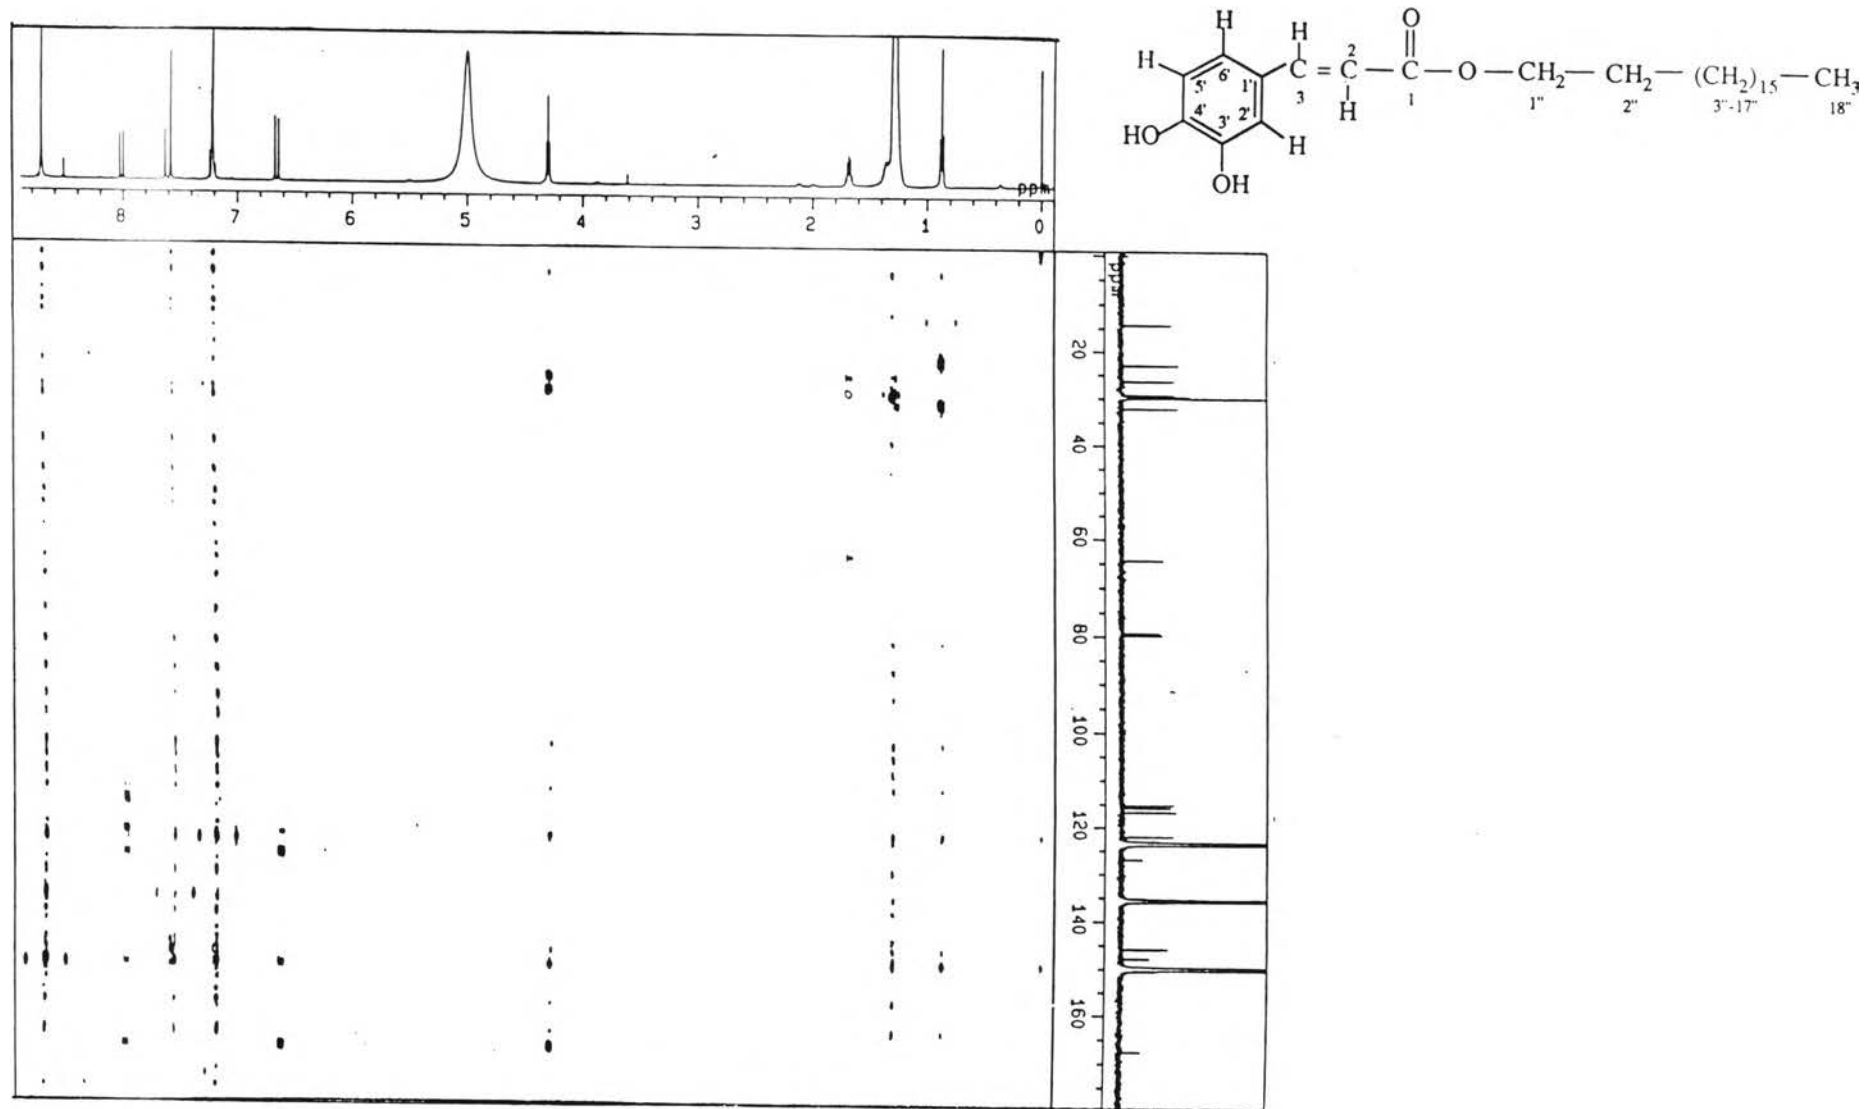 ppm
8 7 6 5 4 3 2 1 0
ppm
20
40
60
80
100
120
140
160
H H O
H 6' C = C — C — O — CH₂ — CH₂ — (CH₂)₁₅ — CH₃
5' 1' 3 2 1 1" 2" 3"-17" 18"
4' 2' H
HO 3' H
OH